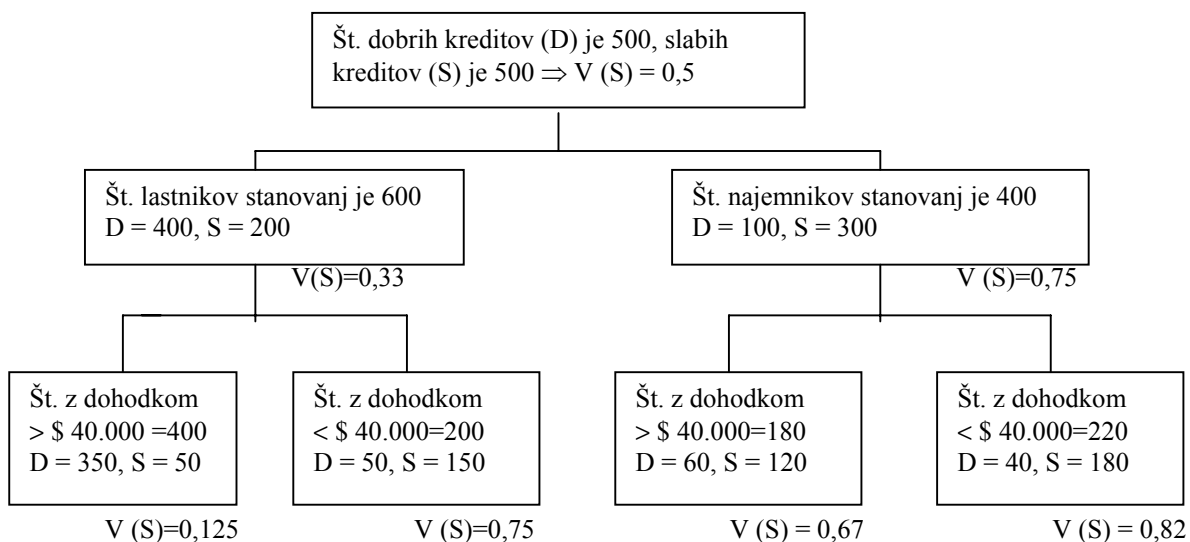 Št. dobrih kreditov (D) je 500, slabih
kreditov (S) je 500 ⇒ V (S) = 0,5
Št. lastnikov stanovanj je 600
D = 400, S = 200
V(S)=0,33
Št. najemnikov stanovanj je 400
D = 100, S = 300
V (S)=0,75
Št. z dohodkom
> $ 40.000 =400
D = 350, S = 50
V (S)=0,125
Št. z dohodkom
< $ 40.000=200
D = 50, S = 150
V (S)=0,75
Št. z dohodkom
> $ 40.000=180
D = 60, S = 120
V (S) = 0,67
Št. z dohodkom
< $ 40.000=220
D = 40, S = 180
V (S) = 0,82